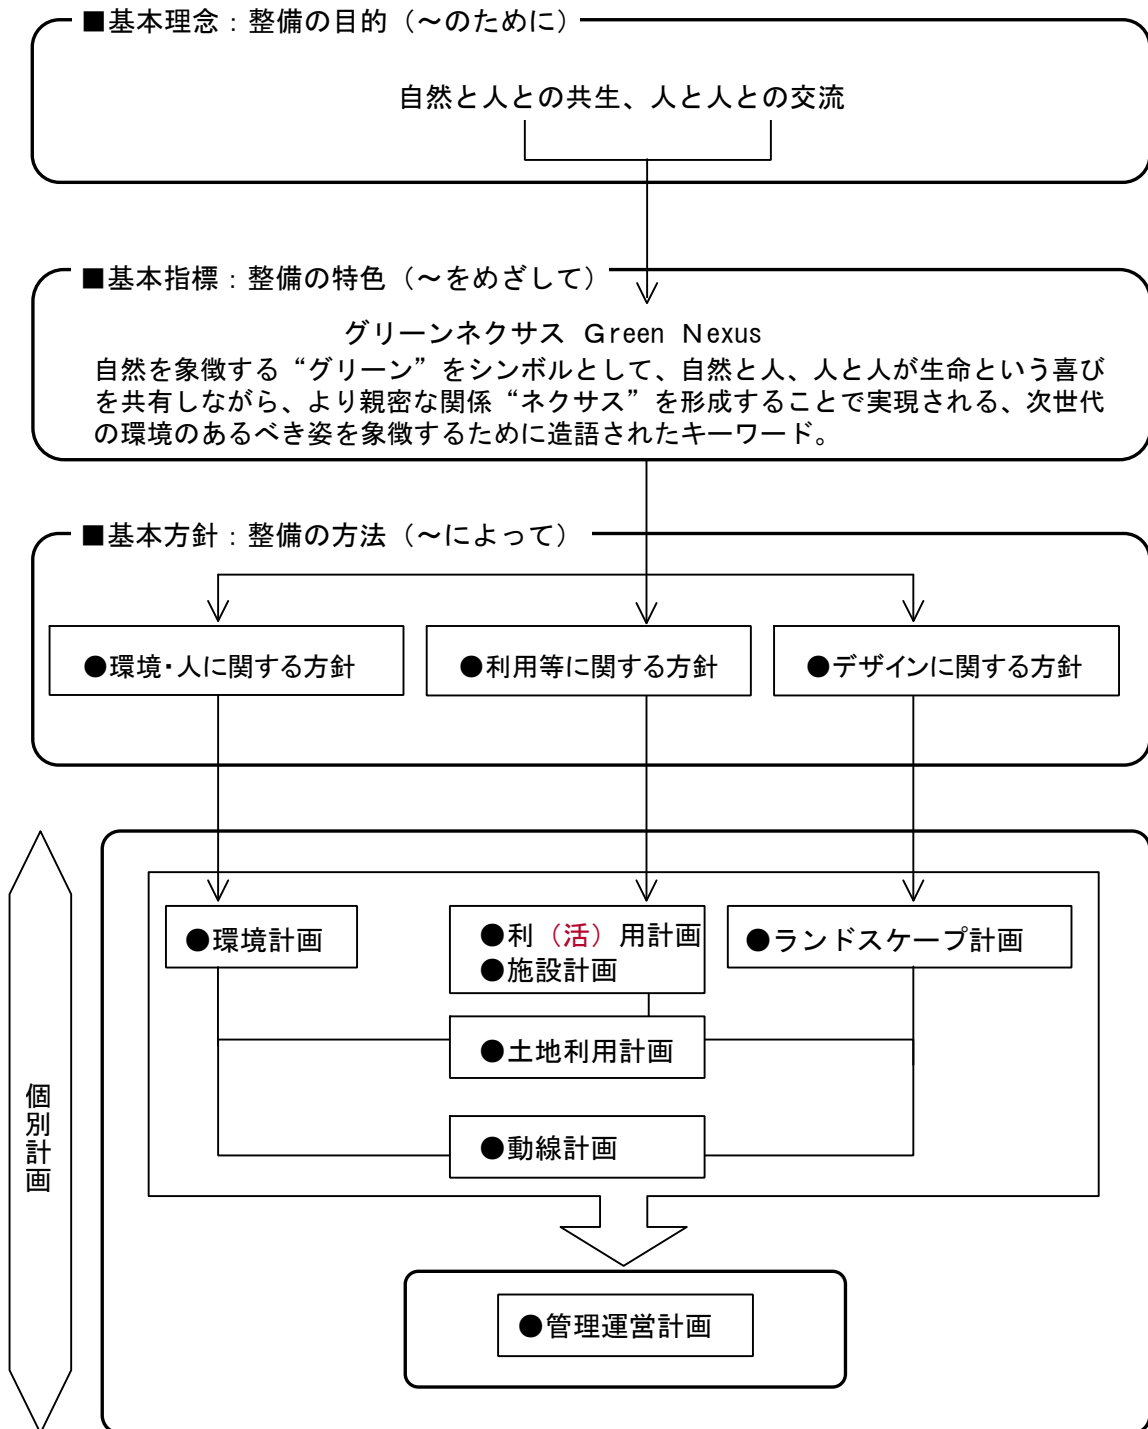 ■基本理念：整備の目的（～のために）
自然と人との共生、人と人との交流
■基本指標：整備の特色（～をめざして）
グリーンネクサス Ｇreen Ｎexus
自然を象徴する“グリーン”をシンボルとして、自然と人、人と人が生命という喜び
を共有しながら、より親密な関係“ネクサス”を形成することで実現される、次世代
の環境のあるべき姿を象徴するために造語されたキーワード。
■基本方針：整備の方法（～によって）
●環境・人に関する方針
●利用等に関する方針
●デザインに関する方針
個別計画
●環境計画
●利（活）用計画
●施設計画
●ランドスケープ計画
●土地利用計画
●動線計画
●管理運営計画